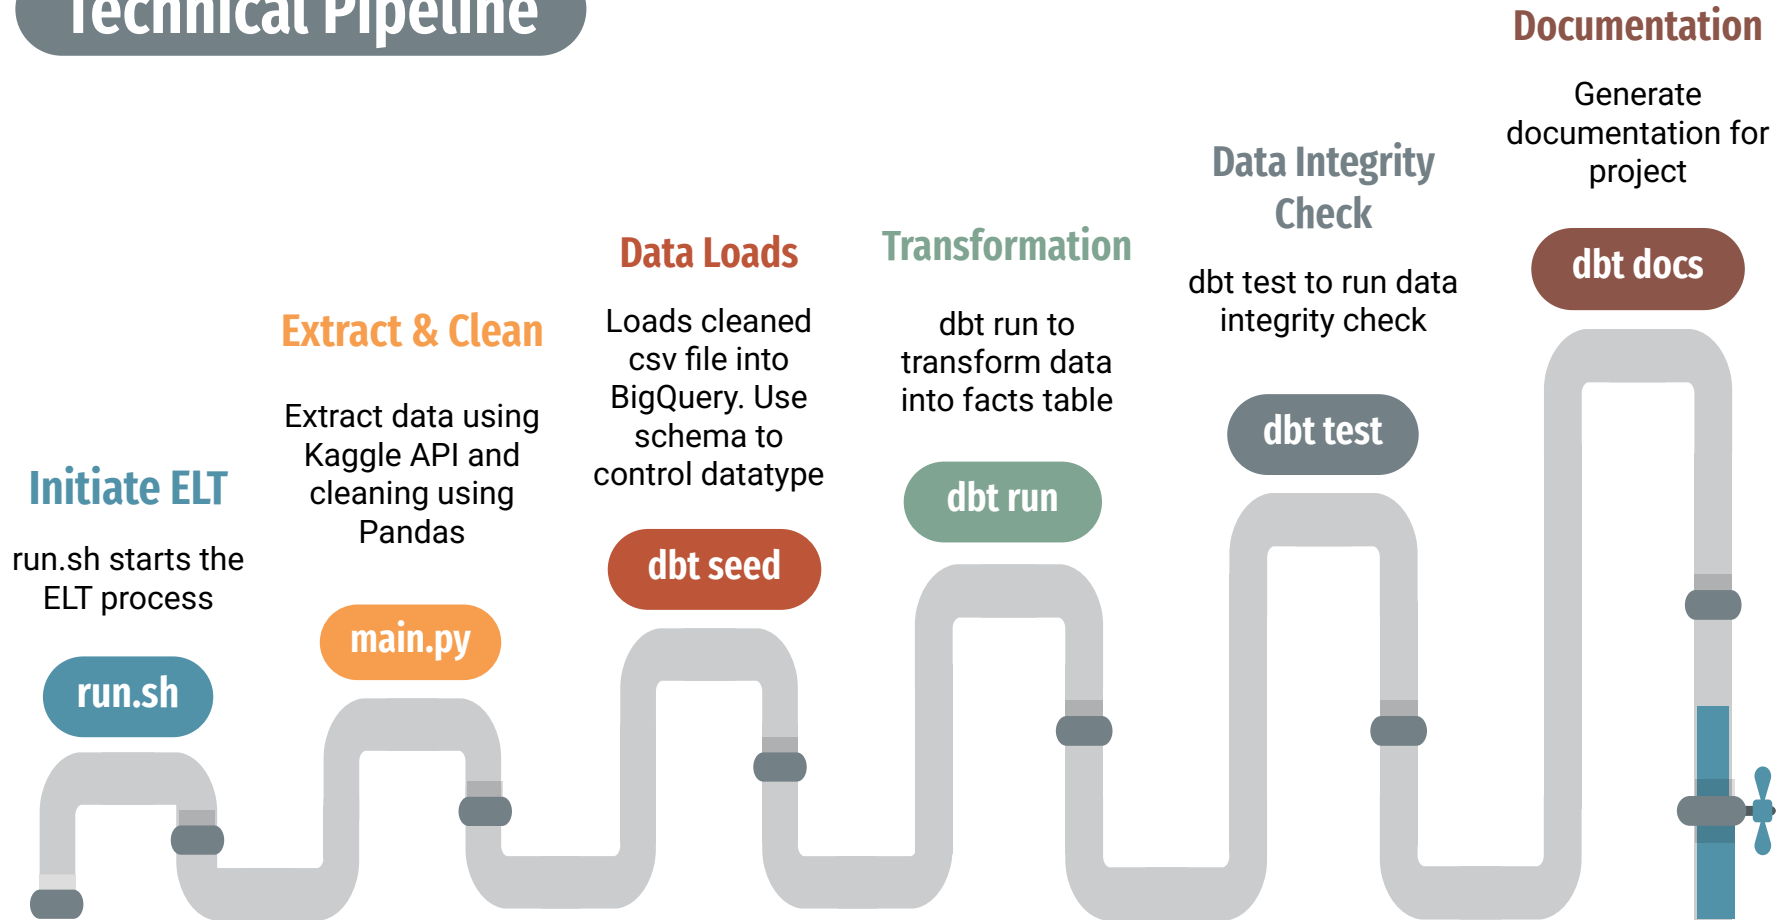 Technical Pipeline
Initiate ELT
run.sh starts the
ELT process
run.sh
Extract & Clean
Extract data using
Kaggle API and
cleaning using
Pandas
main.py
Data Loads
Loads cleaned
csv file into
BigQuery. Use
schema to
control datatype
dbt seed
Transformation
dbt run to
transform data
into facts table
dbt run
Data Integrity
Check
dbt test to run data
integrity check
dbt test
Documentation
Generate
documentation for
project
dbt docs